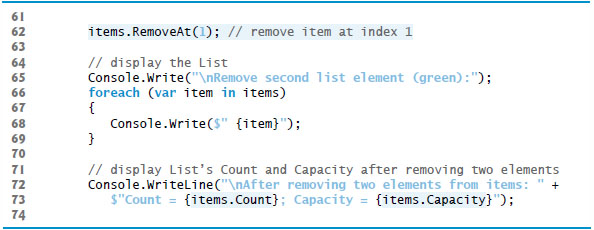 61
62 items.RemoveAt(1); // remove item at index 1
63
64 // display the List
65 Console.Write("\nRemove second list element (green):");
66 foreach (var item in items)
67 {
68 Console.Write($" {item}");
69 }
70
71 // display List’s Count and Capacity after removing two elements
72 Console.WriteLine("\nAfter removing two elements from items: " +
73 $"Count = {items.Count}; Capacity = {items.Capacity}");
74